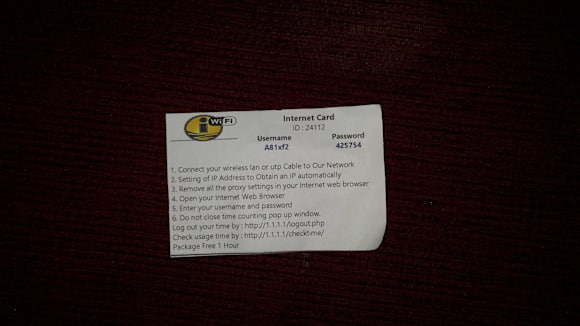 i WiFi
Internet Card
ID : 24112
Username Password
A81xf2 425754
1. Connect your wireless lan or utp Cable to Our Network
2. Setting of IP Address to Obtain an IP automatically
3. Remove all the proxy settings in your Internet web browser
4. Open your Internet Web Browser
5. Enter your username and password
6. Do not close time counting pop up window.
Log out your time by : http://1.1.1.1/logout.php
Check usage time by : http://1.1.1.1/checktime/
Package Free 1 Hour